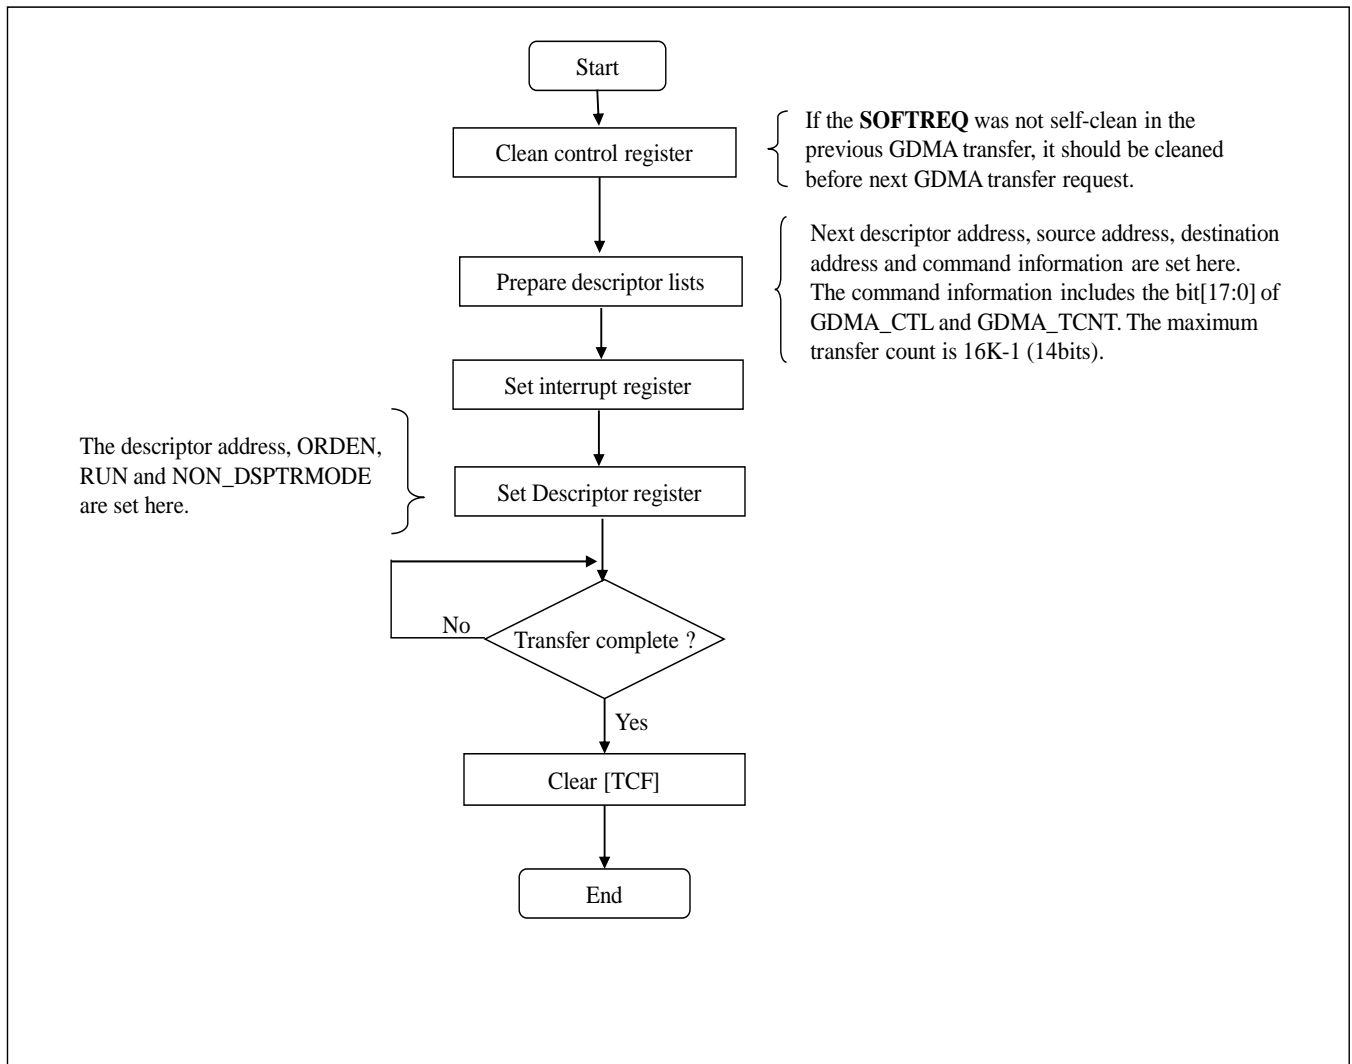 Start
Clean control register
If the SOFTREQ was not self-clean in the
previous GDMA transfer, it should be cleaned
before next GDMA transfer request.
Prepare descriptor lists
Next descriptor address, source address, destination
address and command information are set here.
The command information includes the bit[17:0] of
GDMA_CTL and GDMA_TCNT. The maximum
transfer count is 16K-1 (14bits).
Set interrupt register
The descriptor address, ORDEN,
RUN and NON_DSPTRMODE
are set here.
Set Descriptor register
No
Transfer complete ?
Yes
Clear [TCF]
End